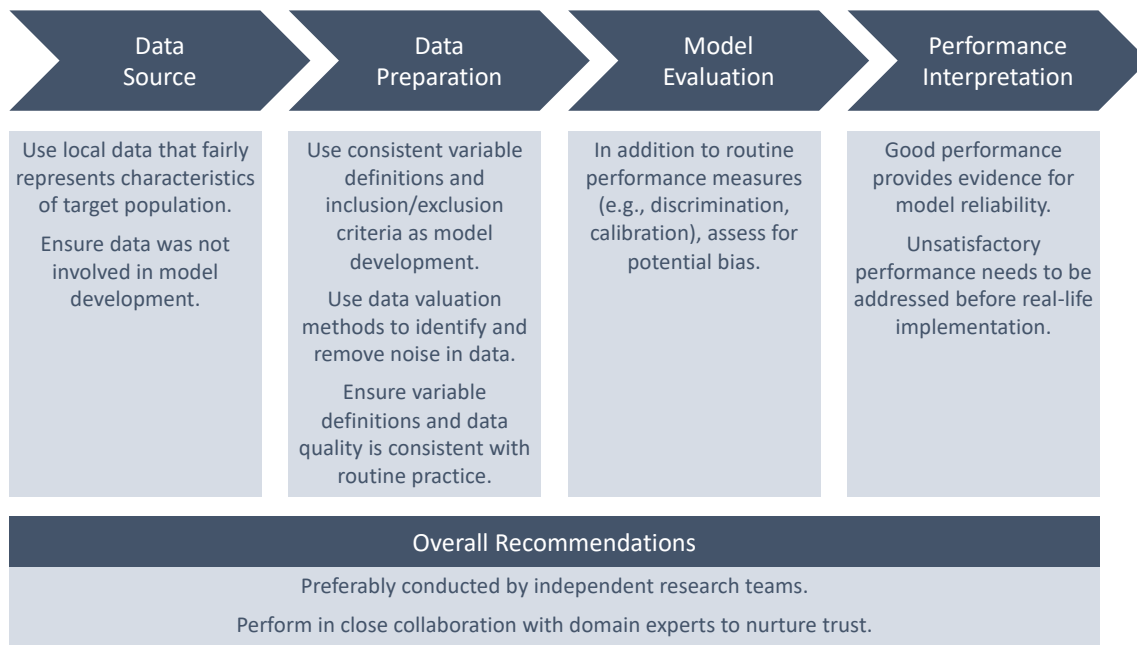 Data
Source
Data
Preparation
Model
Evaluation
Performance
Interpretation
Use local data that fairly
represents characteristics
of target population.
Ensure data was not
involved in model
development.
Use consistent variable
definitions and
inclusion/exclusion
criteria as model
development.
Use data valuation
methods to identify and
remove noise in data.
Ensure variable
definitions and data
quality is consistent with
routine practice.
In addition to routine
performance measures
(e.g., discrimination,
calibration), assess for
potential bias.
Good performance
provides evidence for
model reliability.
Unsatisfactory
performance needs to be
addressed before real-life
implementation.
Overall Recommendations
Preferably conducted by independent research teams.
Perform in close collaboration with domain experts to nurture trust.